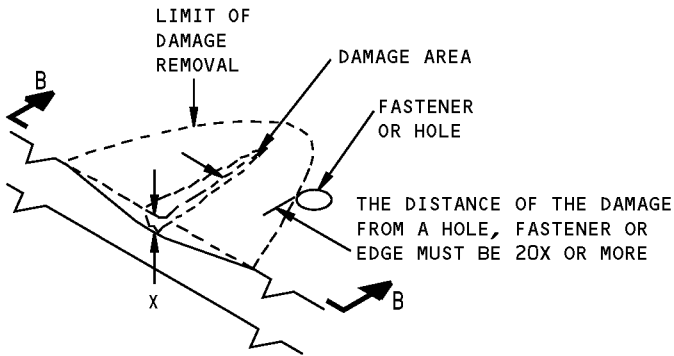 LIMIT OF
DAMAGE
REMOVAL
DAMAGE AREA
B
FASTENER
OR HOLE
THE DISTANCE OF THE DAMAGE
FROM A HOLE, FASTENER OR
EDGE MUST BE 20X OR MORE
X
B